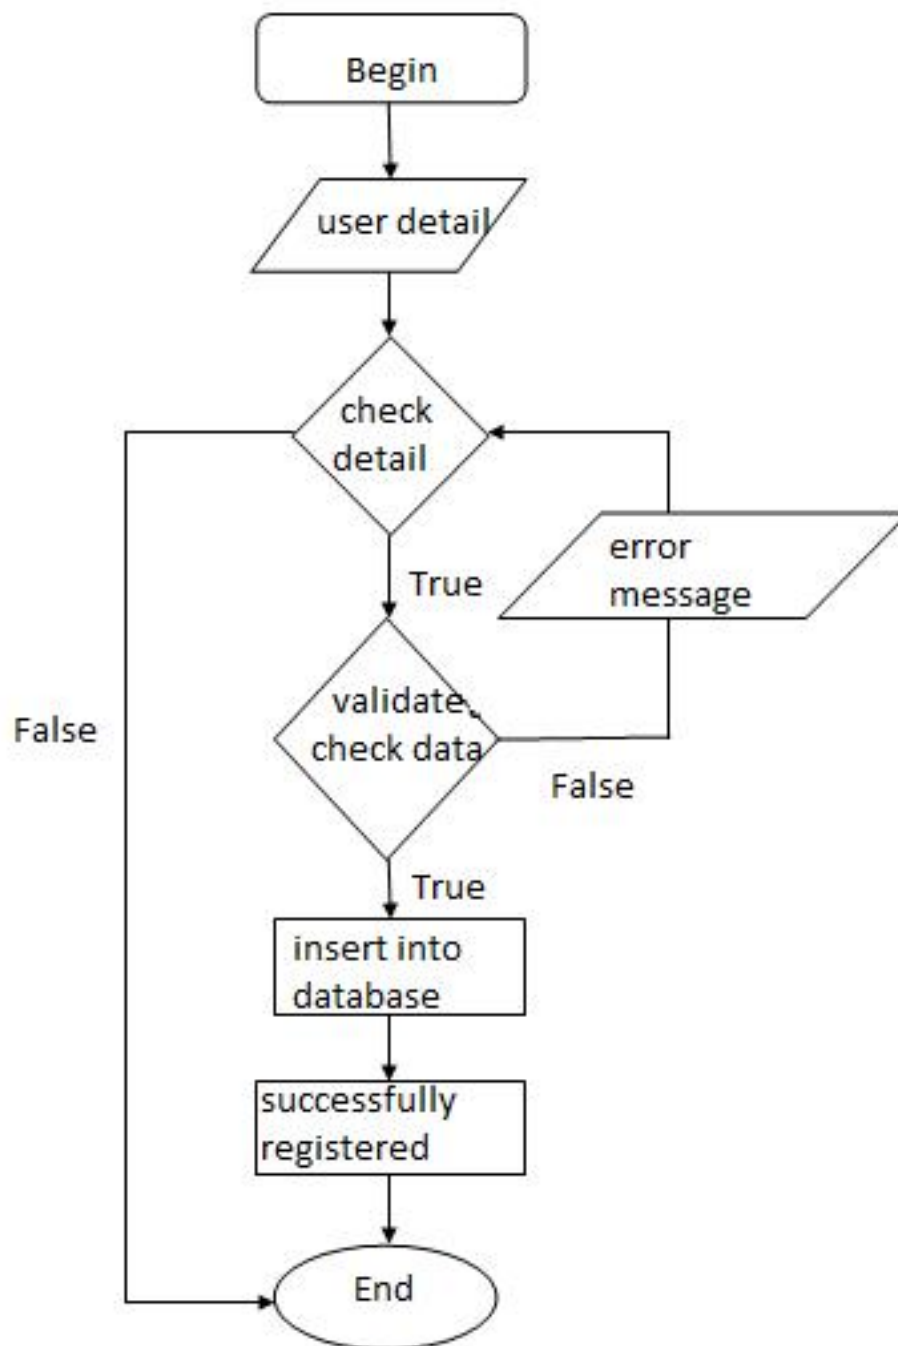 Begin
user detail
check
detail
True
error
message
validate
check data
False
False
True
insert into
database
successfully
registered
End